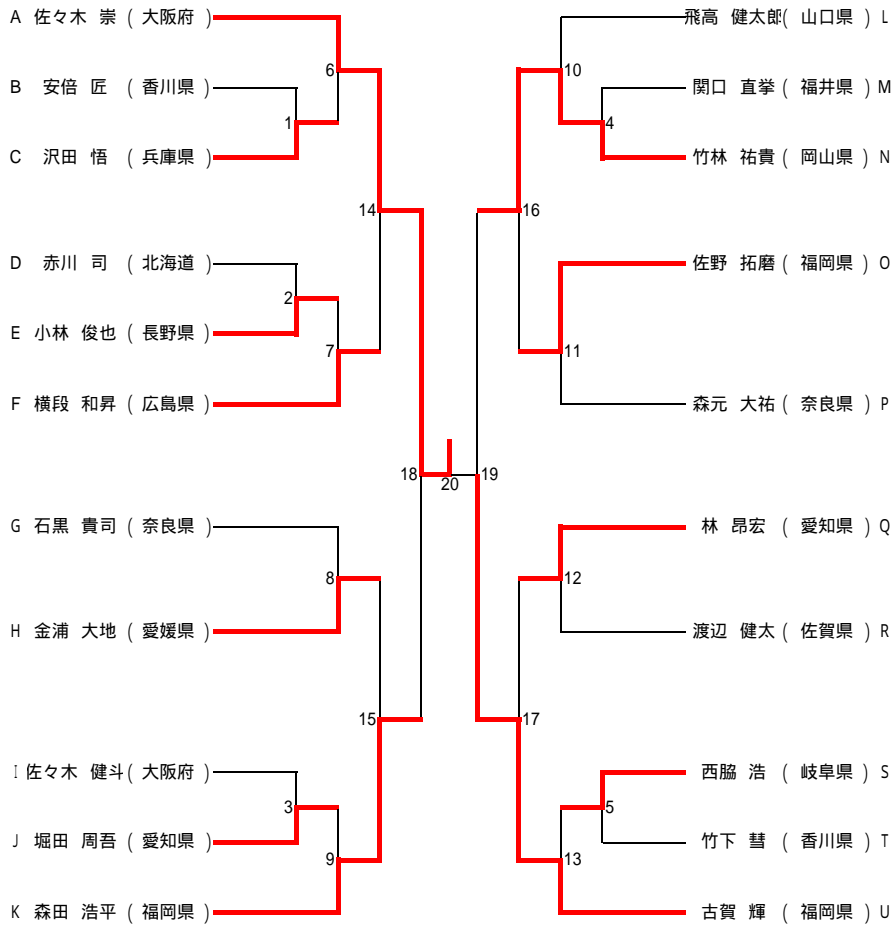 A 佐々木 崇 ( 大阪府 )
B 安倍 匠 ( 香川県 )
C 沢田 悟 ( 兵庫県 )
D 赤川 司 ( 北海道 )
E 小林 俊也 ( 長野県 )
F 横段 和昇 ( 広島県 )
G 石黒 貴司 ( 奈良県 )
H 金浦 大地 ( 愛媛県 )
I 佐々木 健斗 ( 大阪府 )
J 堀田 周吾 ( 愛知県 )
K 森田 浩平 ( 福岡県 )
6
1
14
2
7
18
8
15
3
9
20
10
4
16
11
19
12
17
5
13
飛高 健太郎 ( 山口県 ) L
関口 直挙 ( 福井県 ) M
竹林 祐貴 ( 岡山県 ) N
佐野 拓磨 ( 福岡県 ) O
森元 大祐 ( 奈良県 ) P
林 昂宏 ( 愛知県 ) Q
渡辺 健太 ( 佐賀県 ) R
西脇 浩 ( 岐阜県 ) S
竹下 彗 ( 香川県 ) T
古賀 輝 ( 福岡県 ) U